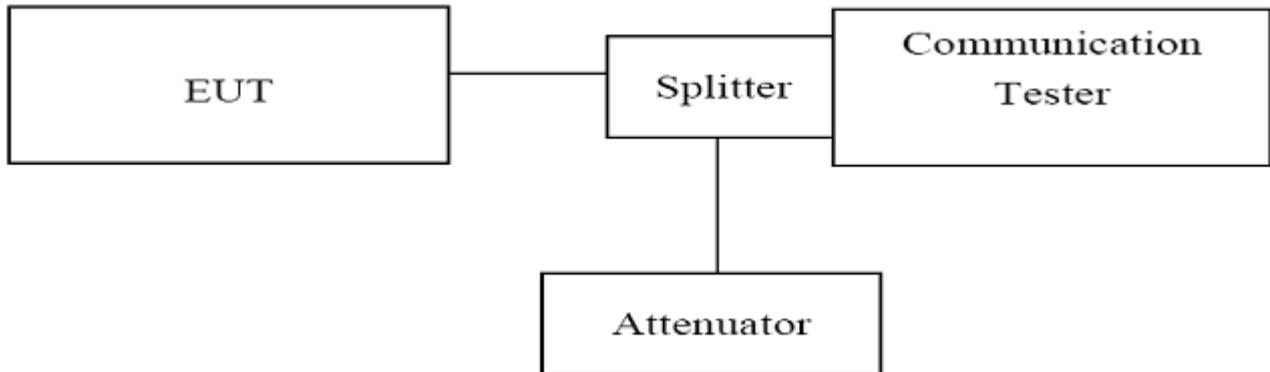 EUT
Splitter
Communication
Tester
Attenuator